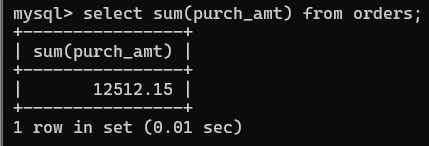 mysql> select sum(purch_amt) from orders;
+----------------+
| sum(purch_amt) |
+----------------+
|       12512.15 |
+----------------+
1 row in set (0.01 sec)